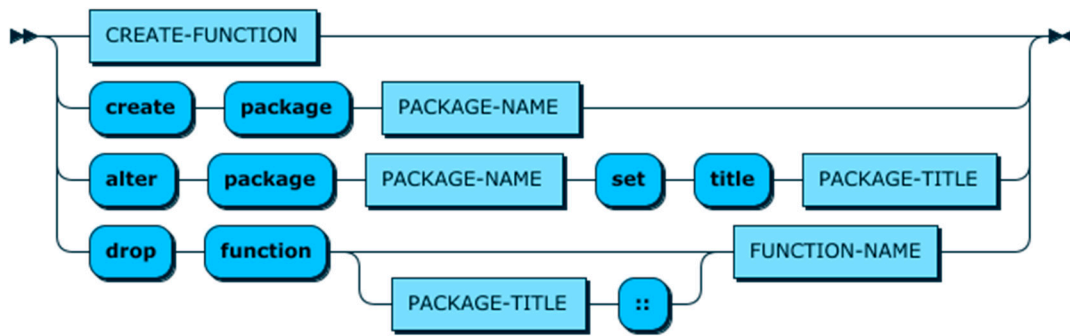 CREATE-FUNCTION
create package PACKAGE-NAME
alter package PACKAGE-NAME set title PACKAGE-TITLE
drop function FUNCTION-NAME
PACKAGE-TITLE ::